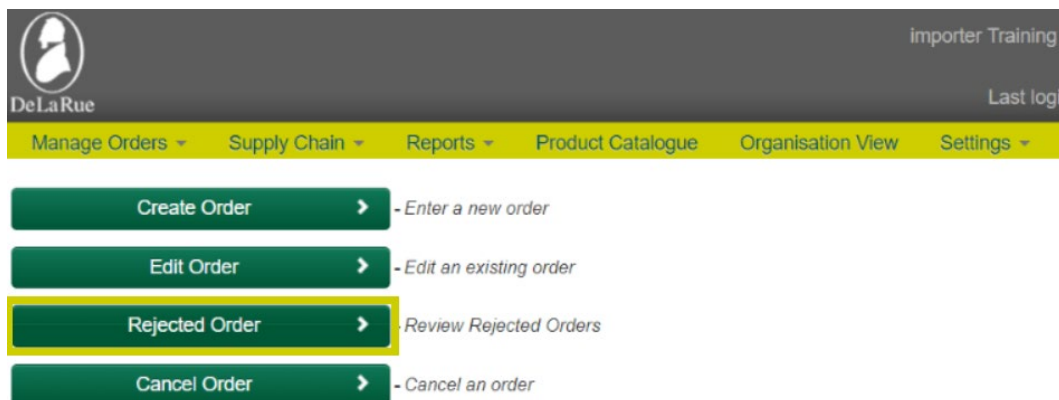 importer Training
DeLaRue
Last logi
Manage Orders Supply Chain Reports Product Catalogue Organisation View Settings
Create Order - Enter a new order
Edit Order - Edit an existing order
Rejected Order - Review Rejected Orders
Cancel Order - Cancel an order